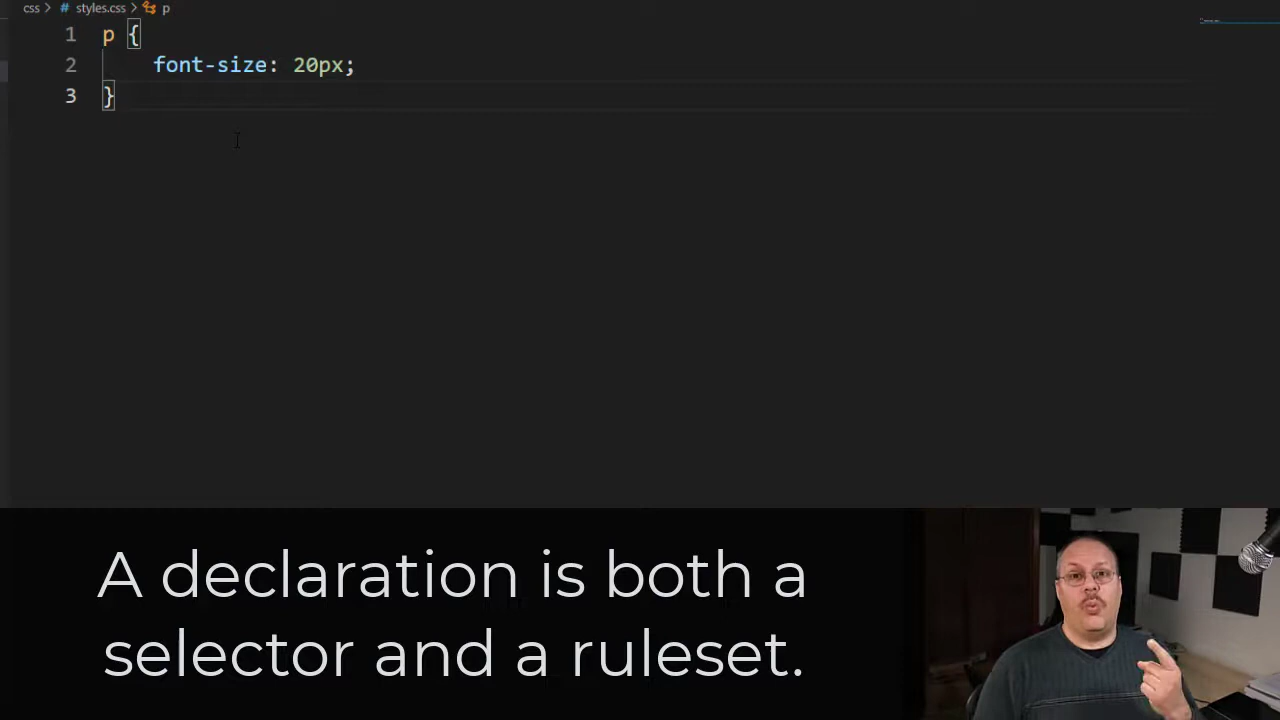 css > # styles.css > p
1 p {
2 font-size: 20px;
3 }
A declaration is both a
selector and a ruleset.